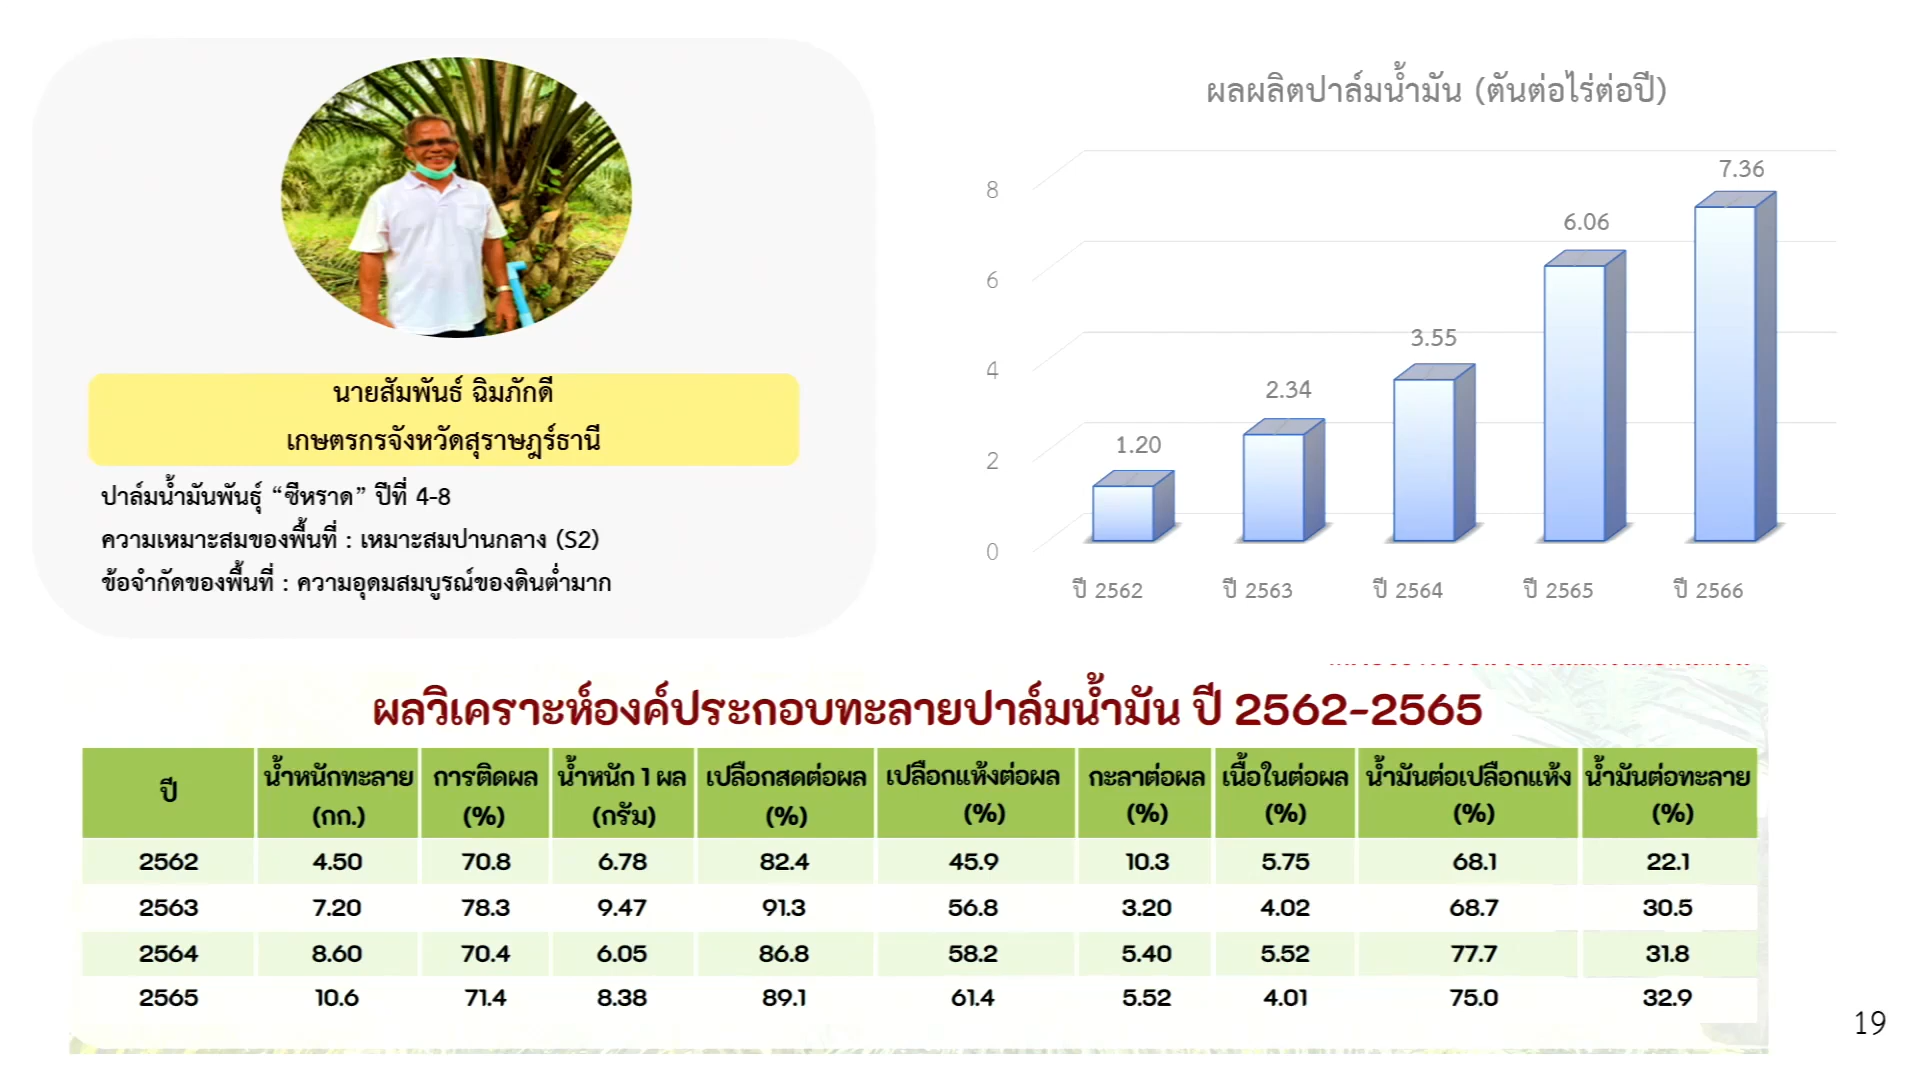 นายสัมพันธ์ ฉิมภักดี
เกษตรกรจังหวัดสุราษฎร์ธานี
ปาล์มน้ำมันพันธุ์ “ซีหราด” ปีที่ 4-8
ความเหมาะสมของพื้นที่ : เหมาะสมปานกลาง (S2)
ข้อจำกัดของพื้นที่ : ความอุดมสมบูรณ์ของดินต่ำมาก
ผลผลิตปาล์มน้ำมัน (ตันต่อไร่ต่อปี)
8
6
4
2
0
1.20
2.34
3.55
6.06
7.36
ปี 2562 ปี 2563 ปี 2564 ปี 2565 ปี 2566
ผลวิเคราะห์องค์ประกอบทะลายปาล์มน้ำมัน ปี 2562-2565
ปี น้ำหนักทะลาย (กก.) การติดผล (%) น้ำหนัก 1 ผล (กรัม) เปลือกสดต่อผล (%) เปลือกแห้งต่อผล (%) กะลาต่อผล (%) เนื้อในต่อผล (%) น้ำมันต่อเปลือกแห้ง (%) น้ำมันต่อทะลาย (%)
2562 4.50 70.8 6.78 82.4 45.9 10.3 5.75 68.1 22.1
2563 7.20 78.3 9.47 91.3 56.8 3.20 4.02 68.7 30.5
2564 8.60 70.4 6.05 86.8 58.2 5.40 5.52 77.7 31.8
2565 10.6 71.4 8.38 89.1 61.4 5.52 4.01 75.0 32.9
19